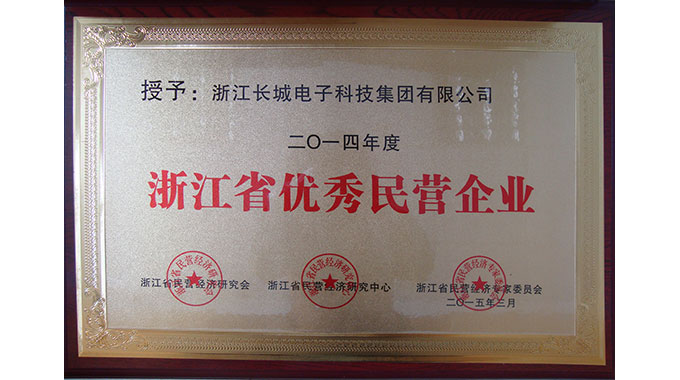 授予：浙江长城电子科技集团有限公司
二〇一四年度
浙江省优秀民营企业
浙江省民营经济研究会 浙江省民营经济研究中心 浙江省民营经济专家委员会
二〇一五年三月